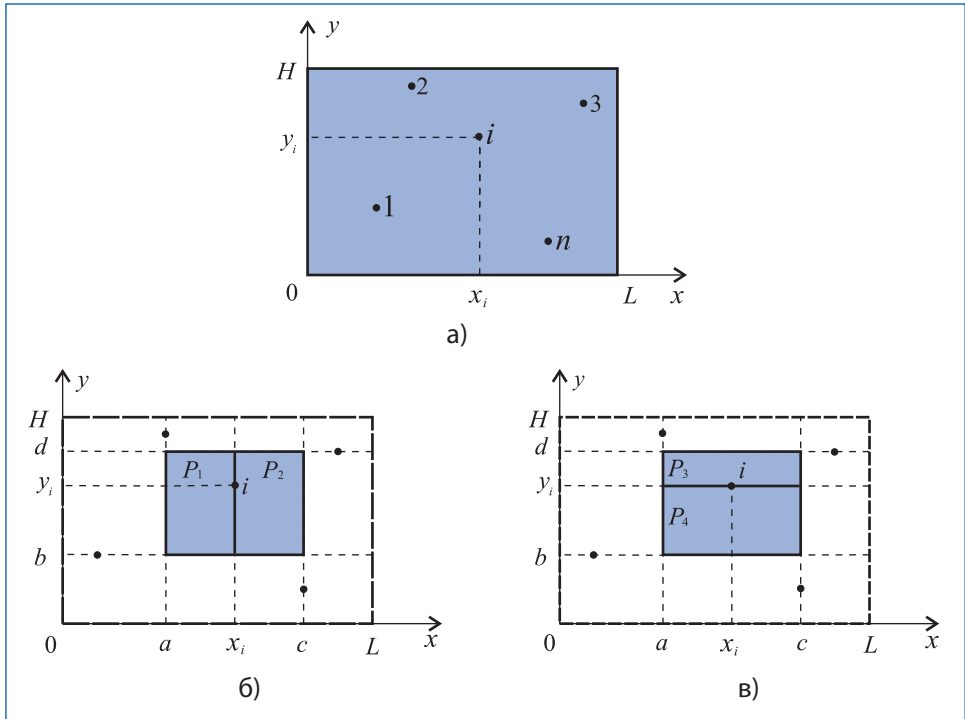 y
H
2
3
y_i
i
1
n
0
x_i
L
x
а)
y
H
d
P_1
P_2
y_i
i
b
0
a
x_i
c
L
x
б)
y
H
d
P_3
i
y_i
P_4
b
0
a
x_i
c
L
x
в)